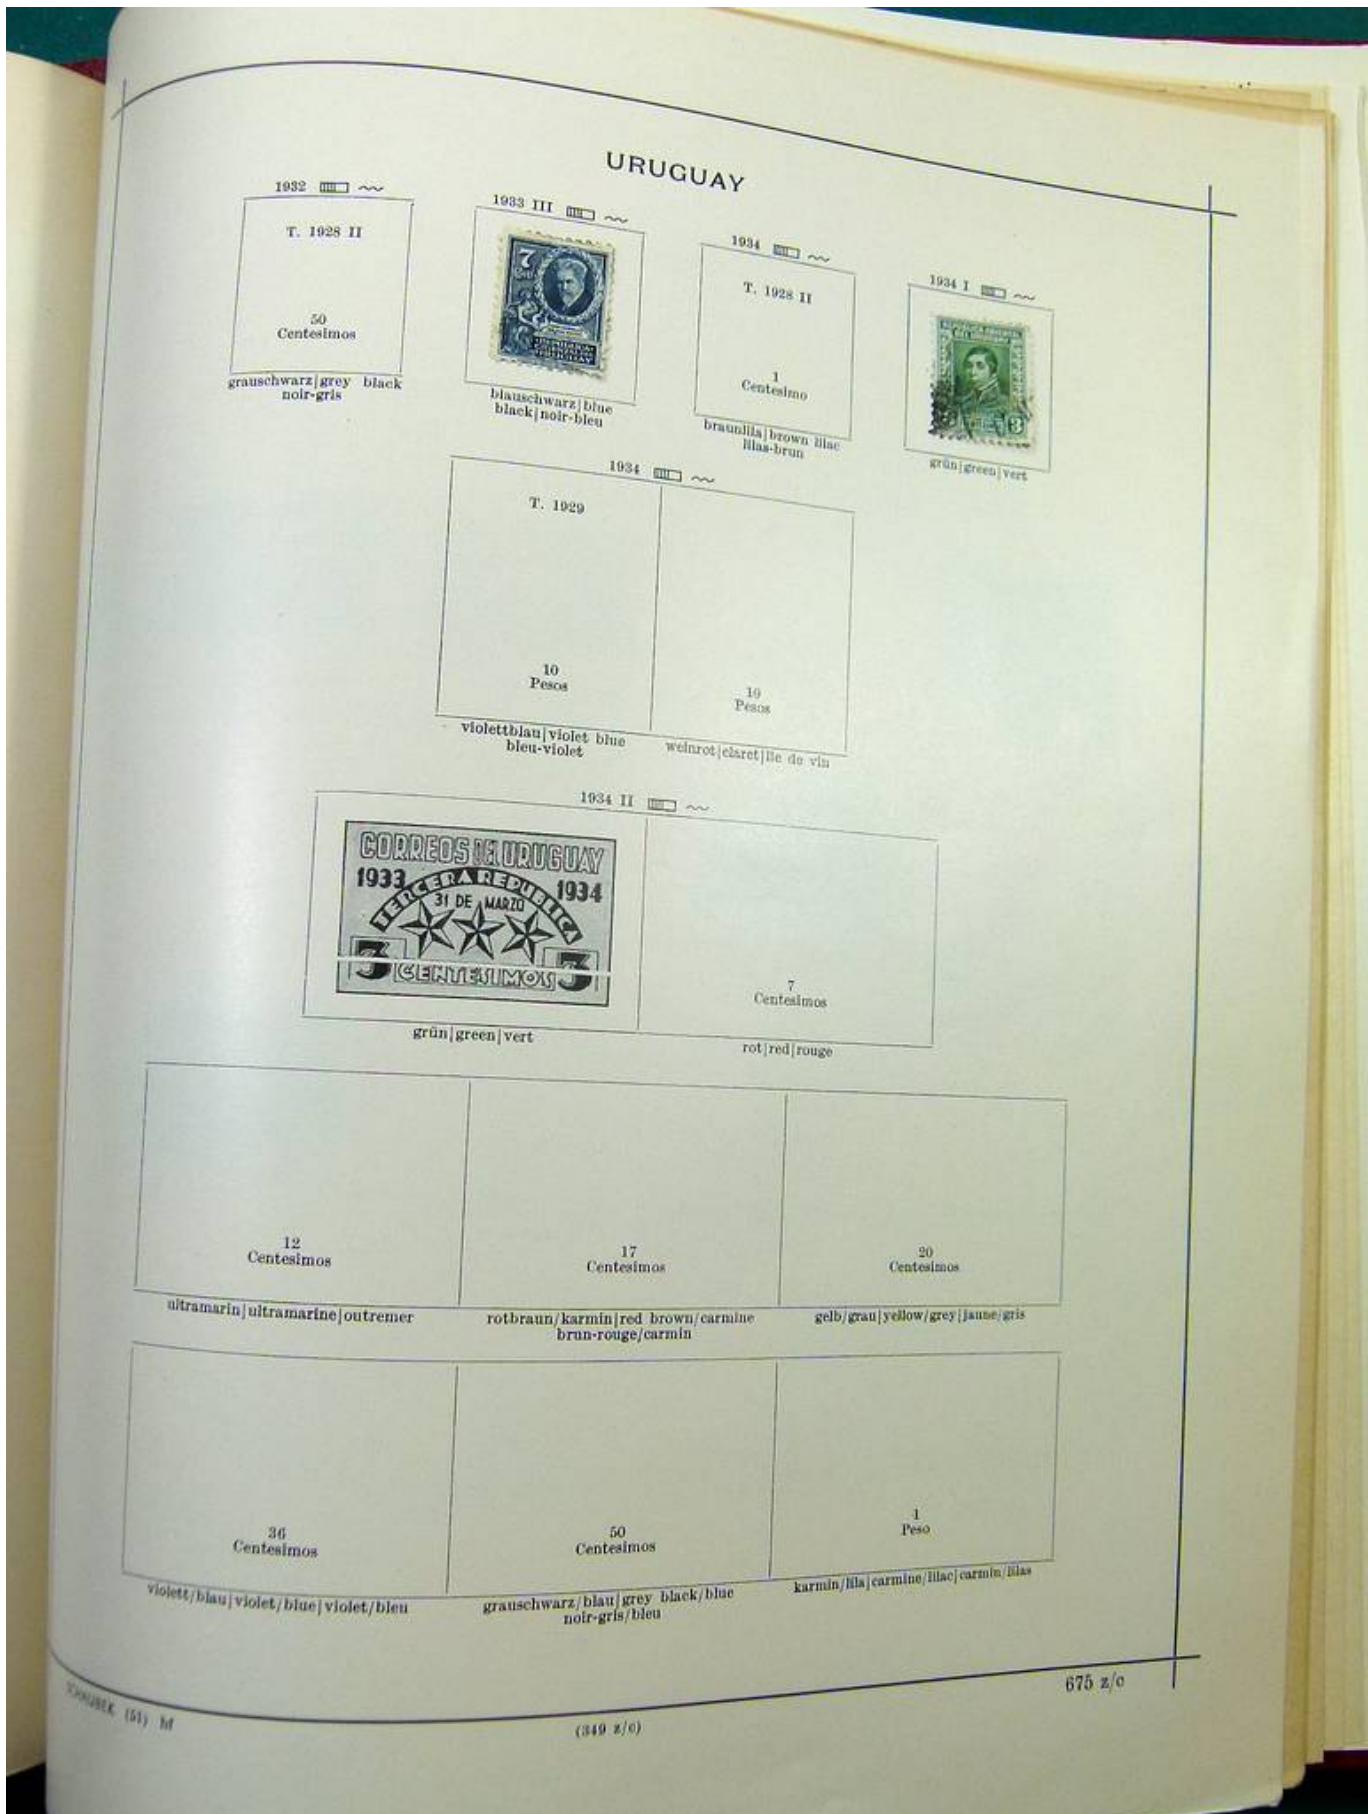 URUGUAY
1932
T. 1928 II
50
Centesimos
grauschwarz|grey black
noir-gris
1933 III
7
blauschwarz|blue
black|noir-bleu
1934
T. 1928 II
1
Centesimo
braunlila|brown lilac
lilas-brun
1934 I
3
grün|green|vert
1934
T. 1929
10
Pesos
violettblau|violet blue
bleu-violet
10
Pesos
weinrot|claret|lie de vin
1934 II
CORREOS DEL URUGUAY
1933 1934
TERCERA REPUBLICA
31 DE MARZO
3 CENTESIMOS 3
grün|green|vert
7
Centesimos
rot|red|rouge
12
Centesimos
ultramarin|ultramarine|outremer
17
Centesimos
rotbraun/karmin|red brown/carmine
brun-rouge/carmin
20
Centesimos
gelb/grau|yellow/grey|jaune/gris
36
Centesimos
violett/blau|violet/blue|violet/bleu
50
Centesimos
grauschwarz/blau|grey black/blue
noir-gris/bleu
1
Peso
karmin/lila|carmine/lilac|carmin/lilas
SCHAUBEK (51) hf
(349 z/c)
675 z/c